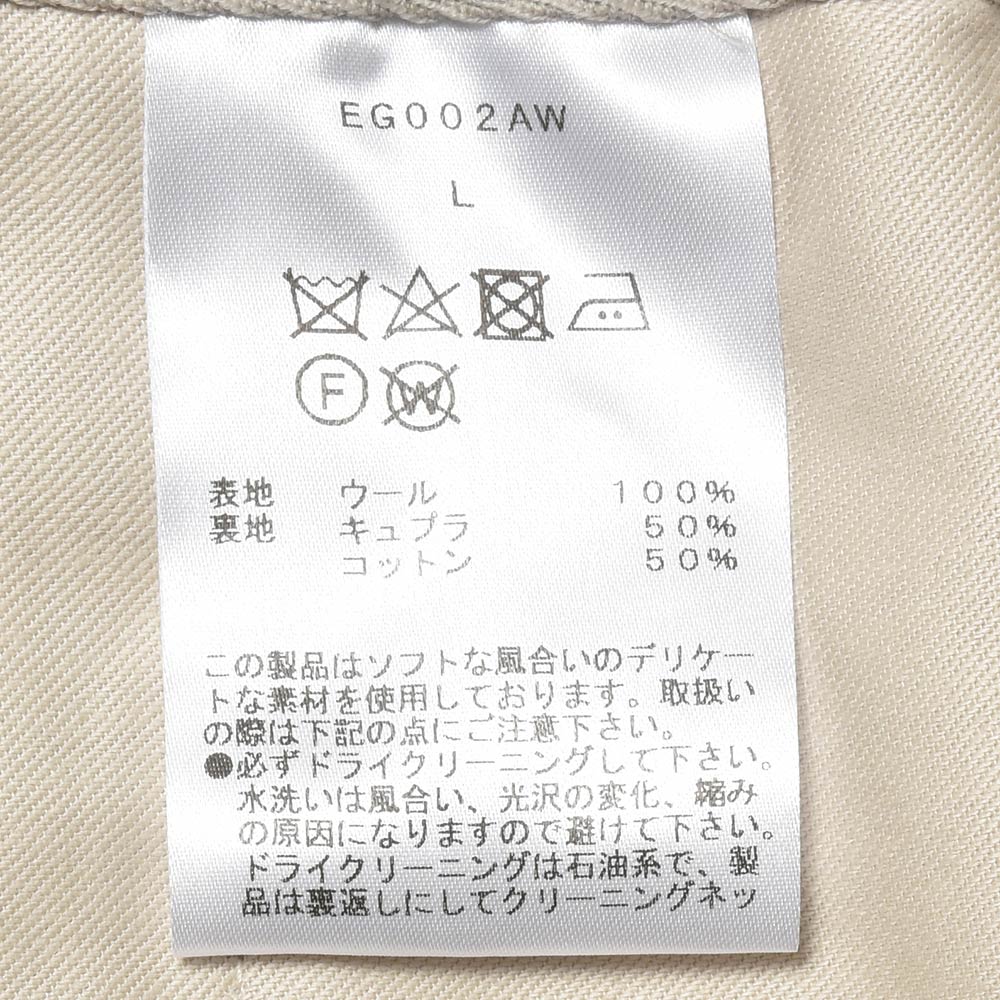 EG002AW
L
F W
表地 ウール 100%
裏地 キュプラ 50%
コットン 50%
この製品はソフトな風合いのデリケー
トな素材を使用しております。取扱い
の際は下記の点にご注意下さい。
●必ずドライクリーニングして下さい。
水洗いは風合い、光沢の変化、縮み
の原因になりますので避けて下さい。
ドライクリーニングは石油系で、製
品は裏返しにしてクリーニングネッ